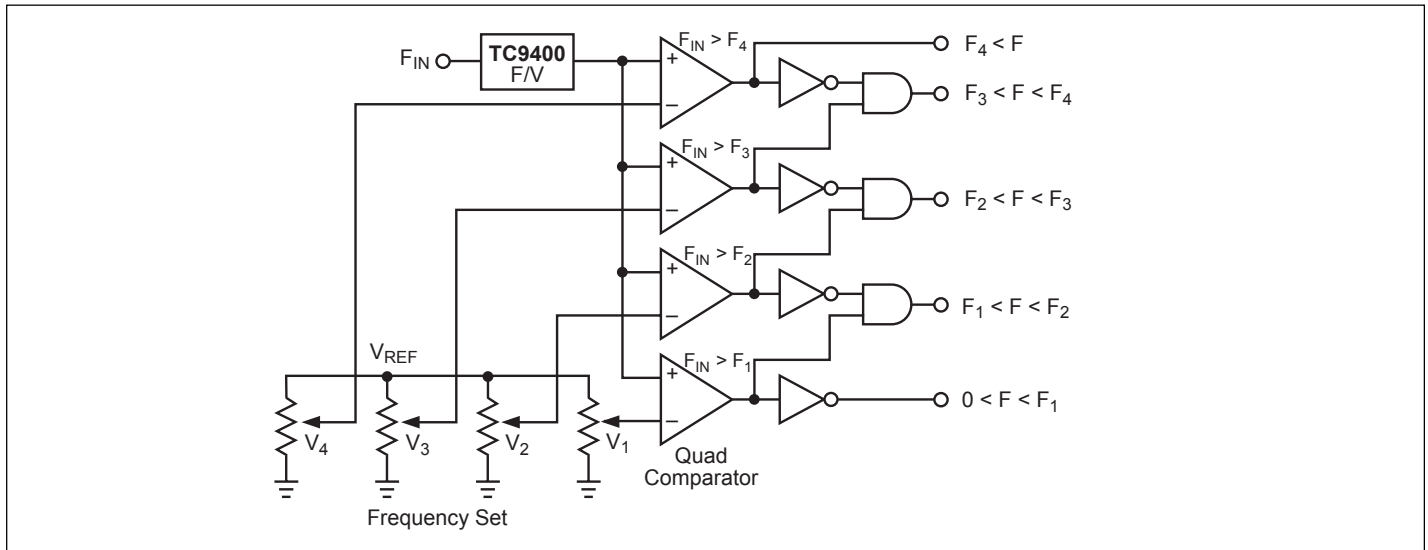 F_IN
TC9400
F/V
F_IN > F_4
+
–
F_4 < F
F_3 < F < F_4
F_IN > F_3
+
–
F_2 < F < F_3
F_IN > F_2
+
–
F_1 < F < F_2
V_REF
F_IN > F_1
+
–
0 < F < F_1
V_4
V_3
V_2
V_1
Quad
Comparator
Frequency Set